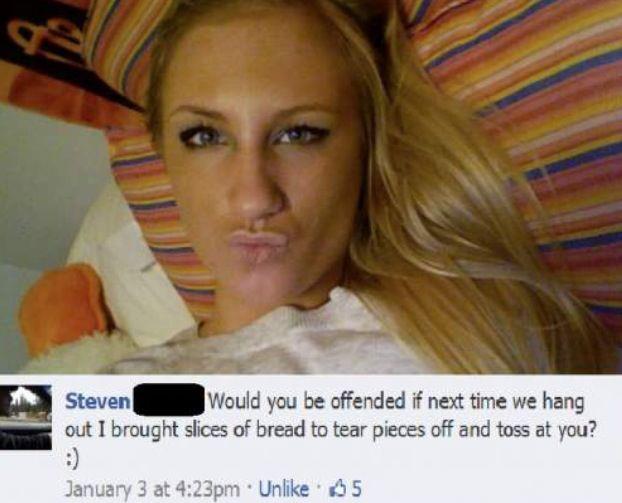 Steven Would you be offended if next time we hang
out I brought slices of bread to tear pieces off and toss at you?
:)
January 3 at 4:23pm · Unlike · 5